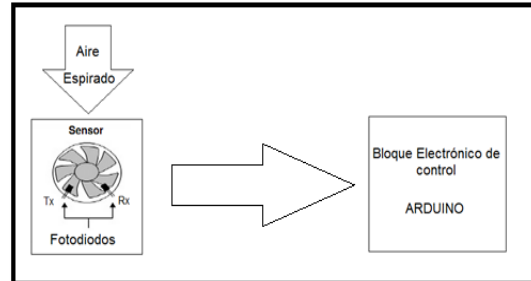 Aire
Espirado
Sensor
Tx
Rx
Fotodiodos
Bloque Electrónico de
control
ARDUINO